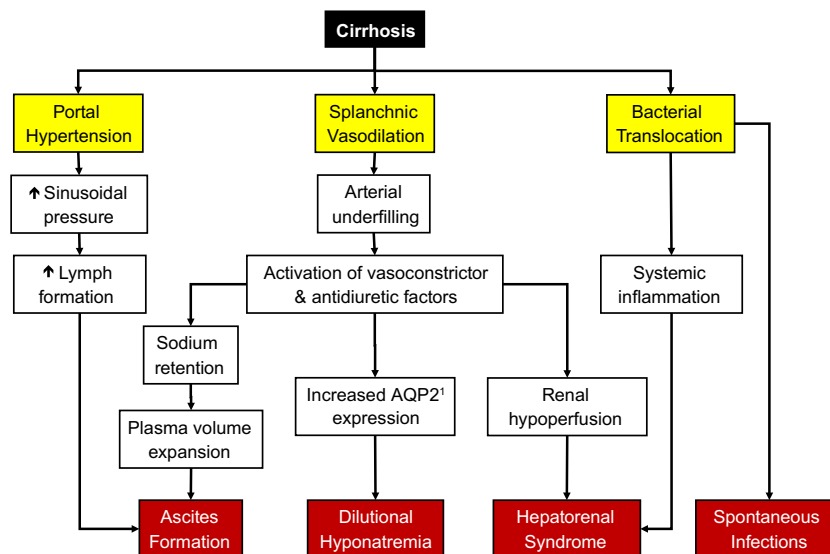 Cirrhosis
Portal
Hypertension
Splanchnic
Vasodilation
Bacterial
Translocation
↑ Sinusoidal
pressure
Arterial
underfilling
↑ Lymph
formation
Activation of vasoconstrictor
& antidiuretic factors
Systemic
inflammation
Sodium
retention
Increased AQP2¹
expression
Renal
hypoperfusion
Plasma volume
expansion
Ascites
Formation
Dilutional
Hyponatremia
Hepatorenal
Syndrome
Spontaneous
Infections